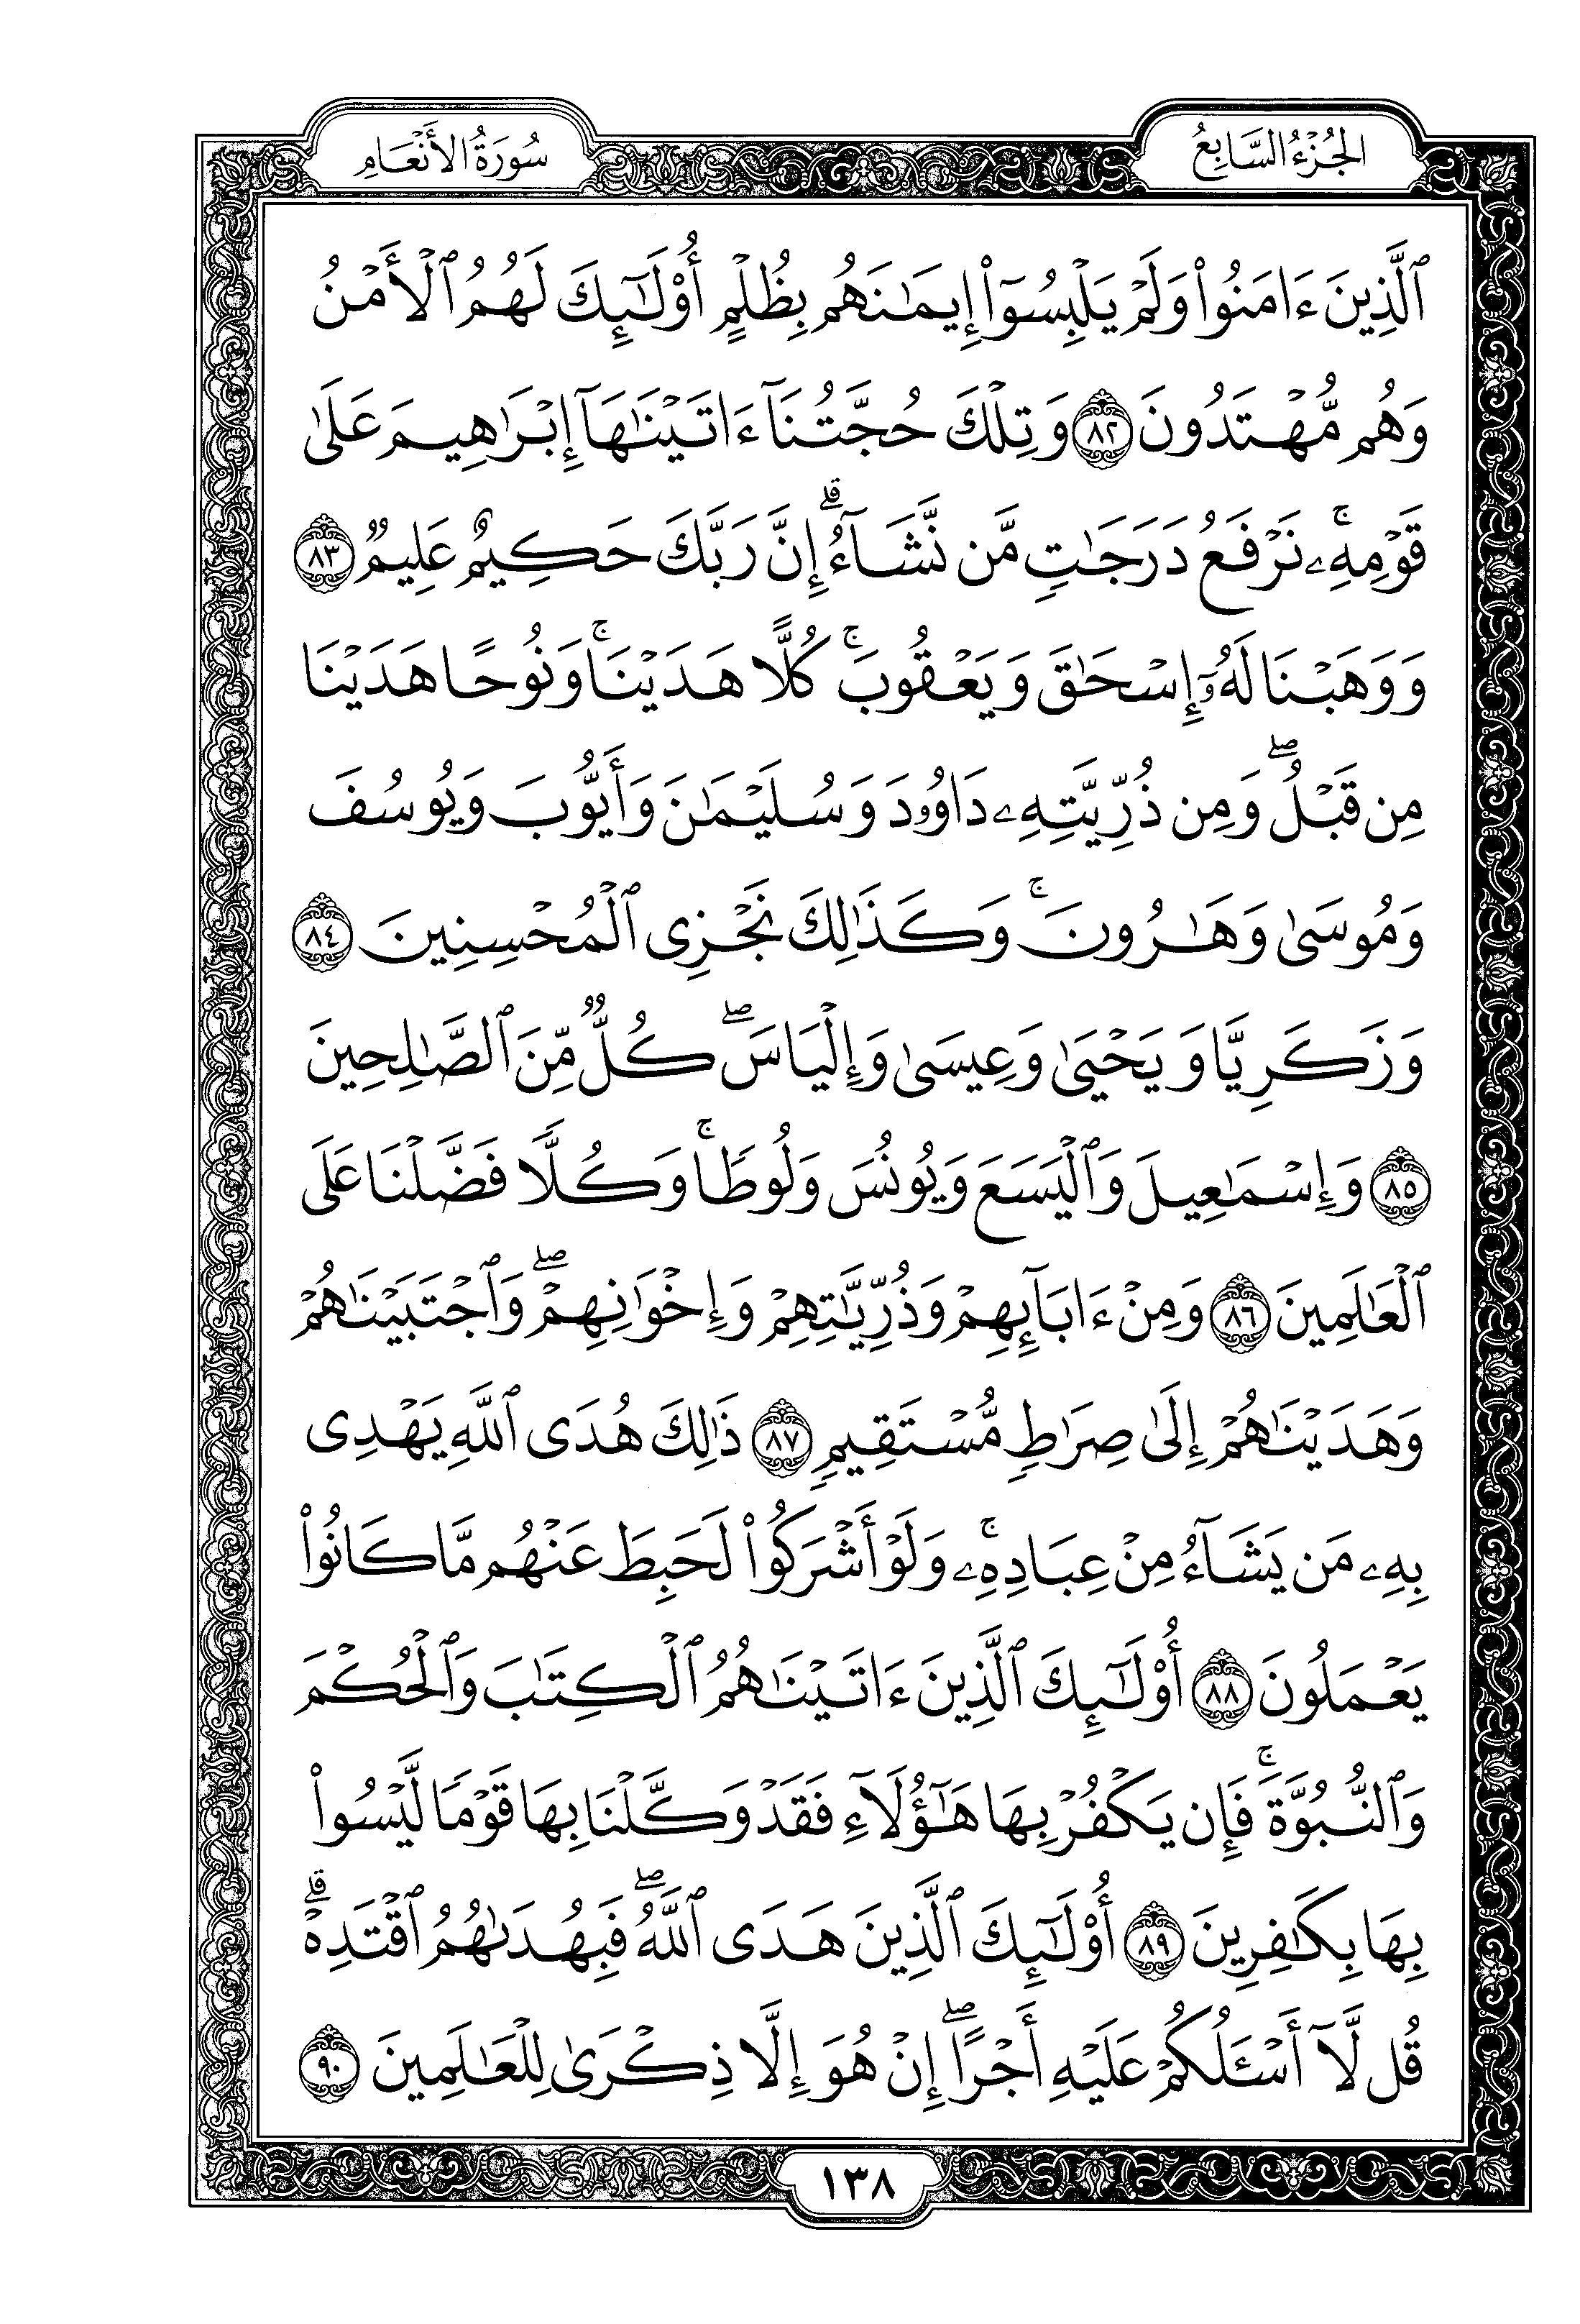 الجُزْءُ السَّابِعُ
سُورَةُ الأَنْعَامِ
ٱلَّذِينَ ءَامَنُوا۟ وَلَمْ يَلْبِسُوٓا۟ إِيمَـٰنَهُم بِظُلْمٍ أُو۟لَـٰٓئِكَ لَهُمُ ٱلْأَمْنُ
وَهُم مُّهْتَدُونَ ٨٢ وَتِلْكَ حُجَّتُنَآ ءَاتَيْنَـٰهَآ إِبْرَٰهِيمَ عَلَىٰ
قَوْمِهِۦ ۚ نَرْفَعُ دَرَجَـٰتٍ مَّن نَّشَآءُ ۗ إِنَّ رَبَّكَ حَكِيمٌ عَلِيمٌ ٨٣
وَوَهَبْنَا لَهُۥٓ إِسْحَـٰقَ وَيَعْقُوبَ ۚ كُلًّا هَدَيْنَا ۚ وَنُوحًا هَدَيْنَا
مِن قَبْلُ ۖ وَمِن ذُرِّيَّتِهِۦ دَاوُۥدَ وَسُلَيْمَـٰنَ وَأَيُّوبَ وَيُوسُفَ
وَمُوسَىٰ وَهَـٰرُونَ ۚ وَكَذَٰلِكَ نَجْزِى ٱلْمُحْسِنِينَ ٨٤
وَزَكَرِيَّا وَيَحْيَىٰ وَعِيسَىٰ وَإِلْيَاسَ ۖ كُلٌّ مِّنَ ٱلصَّـٰلِحِينَ
٨٥ وَإِسْمَـٰعِيلَ وَٱلْيَسَعَ وَيُونُسَ وَلُوطًا ۚ وَكُلًّا فَضَّلْنَا عَلَى
ٱلْعَـٰلَمِينَ ٨٦ وَمِنْ ءَابَآئِهِمْ وَذُرِّيَّـٰتِهِمْ وَإِخْوَٰنِهِمْ ۖ وَٱجْتَبَيْنَـٰهُمْ
وَهَدَيْنَـٰهُمْ إِلَىٰ صِرَٰطٍ مُّسْتَقِيمٍ ٨٧ ذَٰلِكَ هُدَى ٱللَّهِ يَهْدِى
بِهِۦ مَن يَشَآءُ مِنْ عِبَادِهِۦ ۚ وَلَوْ أَشْرَكُوا۟ لَحَبِطَ عَنْهُم مَّا كَانُوا۟
يَعْمَلُونَ ٨٨ أُو۟لَـٰٓئِكَ ٱلَّذِينَ ءَاتَيْنَـٰهُمُ ٱلْكِتَـٰبَ وَٱلْحُكْمَ
وَٱلنُّبُوَّةَ ۚ فَإِن يَكْفُرْ بِهَا هَـٰٓؤُلَآءِ فَقَدْ وَكَّلْنَا بِهَا قَوْمًا لَّيْسُوا۟
بِهَا بِكَـٰفِرِينَ ٨٩ أُو۟لَـٰٓئِكَ ٱلَّذِينَ هَدَى ٱللَّهُ ۖ فَبِهُدَىٰهُمُ ٱقْتَدِهْ ۗ
قُل لَّآ أَسْـَٔلُكُمْ عَلَيْهِ أَجْرًا ۖ إِنْ هُوَ إِلَّا ذِكْرَىٰ لِلْعَـٰلَمِينَ ٩٠
١٣٨